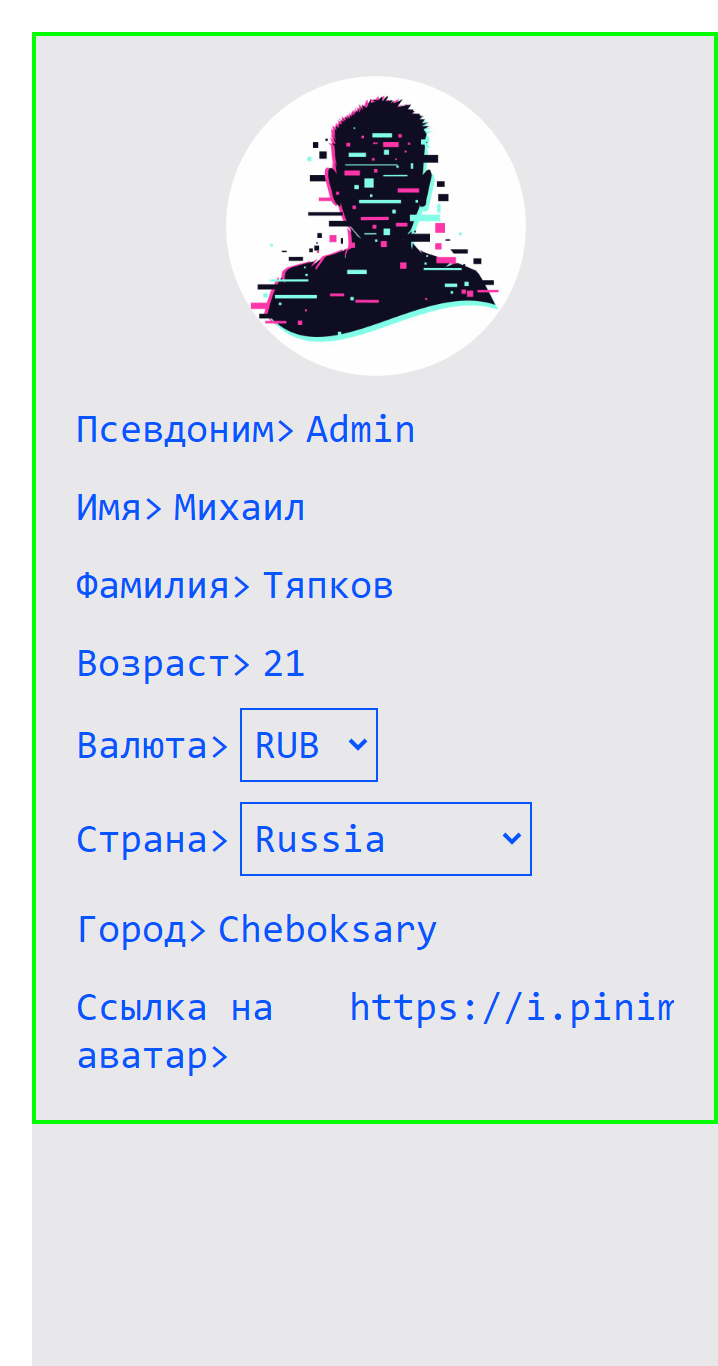 Псевдоним> Admin
Имя> Михаил
Фамилия> Тяпков
Возраст> 21
Валюта> RUB
Страна> Russia
Город> Cheboksary
Ссылка на https://i.pinim
аватар>